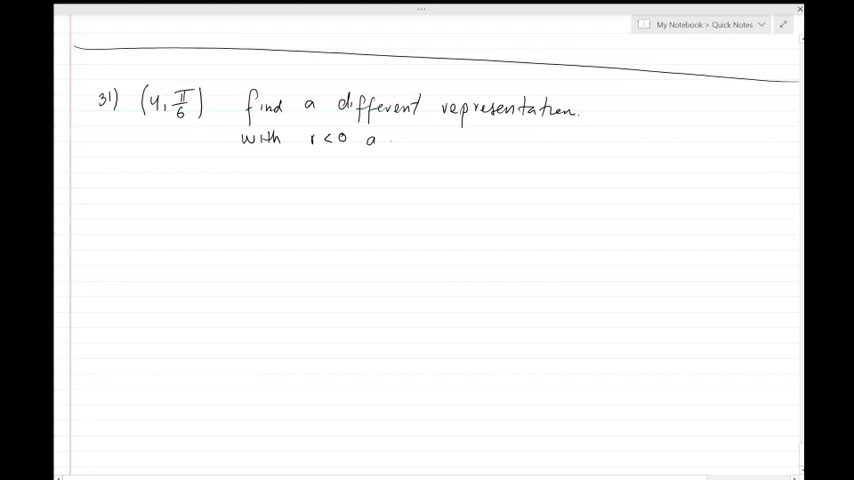 My Notebook > Quick Notes
31) (4, π/6) find a different representation.
with r < 0 a